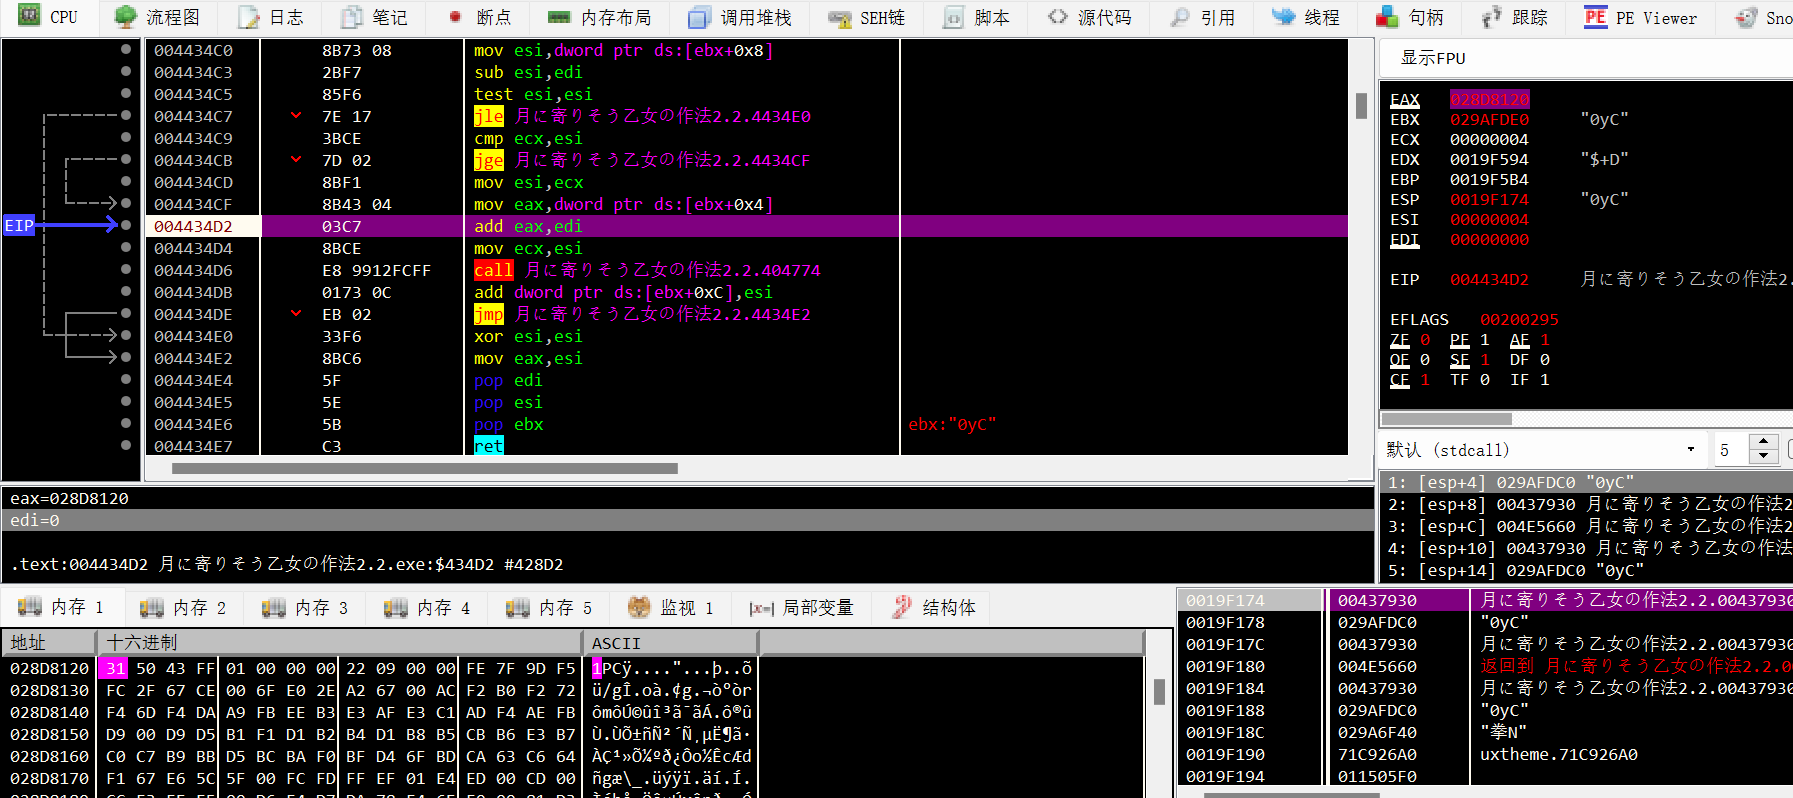 CPU 流程图 日志 笔记 断点 内存布局 调用堆栈 SEH链 脚本 源代码 引用 线程 句柄 跟踪 PE Viewer Sno
004434C0 8B73 08 mov esi,dword ptr ds:[ebx+0x8]
004434C3 2BF7 sub esi,edi
004434C5 85F6 test esi,esi
004434C7 7E 17 jle 月に寄りそう乙女の作法2.2.4434E0
004434C9 3BCE cmp ecx,esi
004434CB 7D 02 jge 月に寄りそう乙女の作法2.2.4434CF
004434CD 8BF1 mov esi,ecx
004434CF 8B43 04 mov eax,dword ptr ds:[ebx+0x4]
EIP 004434D2 03C7 add eax,edi
004434D4 8BCE mov ecx,esi
004434D6 E8 9912FCFF call 月に寄りそう乙女の作法2.2.404774
004434DB 0173 0C add dword ptr ds:[ebx+0xC],esi
004434DE EB 02 jmp 月に寄りそう乙女の作法2.2.4434E2
004434E0 33F6 xor esi,esi
004434E2 8BC6 mov eax,esi
004434E4 5F pop edi
004434E5 5E pop esi
004434E6 5B pop ebx ebx:"0yC"
004434E7 C3 ret
显示FPU
EAX 028D8120
EBX 029AFDE0 "0yC"
ECX 00000004
EDX 0019F594 "$+D"
EBP 0019F5B4
ESP 0019F174 "0yC"
ESI 00000004
EDI 00000000
EIP 004434D2 月に寄りそう乙女の作法2.
EFLAGS 00200295
ZF 0 PF 1 AF 1
OF 0 SF 1 DF 0
CF 1 TF 0 IF 1
默认 (stdcall) 5
1: [esp+4] 029AFDC0 "0yC"
2: [esp+8] 00437930 月に寄りそう乙女の作法2
3: [esp+C] 004E5660 月に寄りそう乙女の作法2
4: [esp+10] 00437930 月に寄りそう乙女の作法
5: [esp+14] 029AFDC0 "0yC"
eax=028D8120
edi=0
.text:004434D2 月に寄りそう乙女の作法2.2.exe:$434D2 #428D2
内存 1 内存 2 内存 3 内存 4 内存 5 监视 1 [x=] 局部变量 结构体
地址 十六进制 ASCII
028D8120 31 50 43 FF 01 00 00 00 22 09 00 00 FE 7F 9D F5 1PCÿ...."...þ..õ
028D8130 FC 2F 67 CE 00 6F E0 2E A2 67 00 AC F2 B0 F2 72 ü/gÎ.oà.¢g.¬ò°òr
028D8140 F4 6D F4 DA A9 FB EE B3 E3 AF E3 C1 AD F4 AE FB ômôÚ©ûî³ã¯ãÁ.ô®û
028D8150 D9 00 D9 D5 B1 F1 D1 B2 B4 D1 B8 B5 CB B6 E3 B7 Ù.ÙÕ±ñÑ²´Ñ¸µË¶ã·
028D8160 C0 C7 B9 BB D5 BC BA F0 BF D4 6F BD CA 63 C6 64 ÀÇ¹»Õ¼ºð¿Ôo½ÊcÆd
028D8170 F1 67 E6 5C 5F 00 FC FD FF EF 01 E4 ED 00 CD 00 ñgæ\_.üýÿï.äí.Í.
0019F174 00437930 月に寄りそう乙女の作法2.2.00437930
0019F178 029AFDC0 "0yC"
0019F17C 00437930 月に寄りそう乙女の作法2.2.00437930
0019F180 004E5660 返回到 月に寄りそう乙女の作法2.2.0
0019F184 00437930 月に寄りそう乙女の作法2.2.00437930
0019F188 029AFDC0 "0yC"
0019F18C 029A6F40 "拳N"
0019F190 71C926A0 uxtheme.71C926A0
0019F194 011505F0